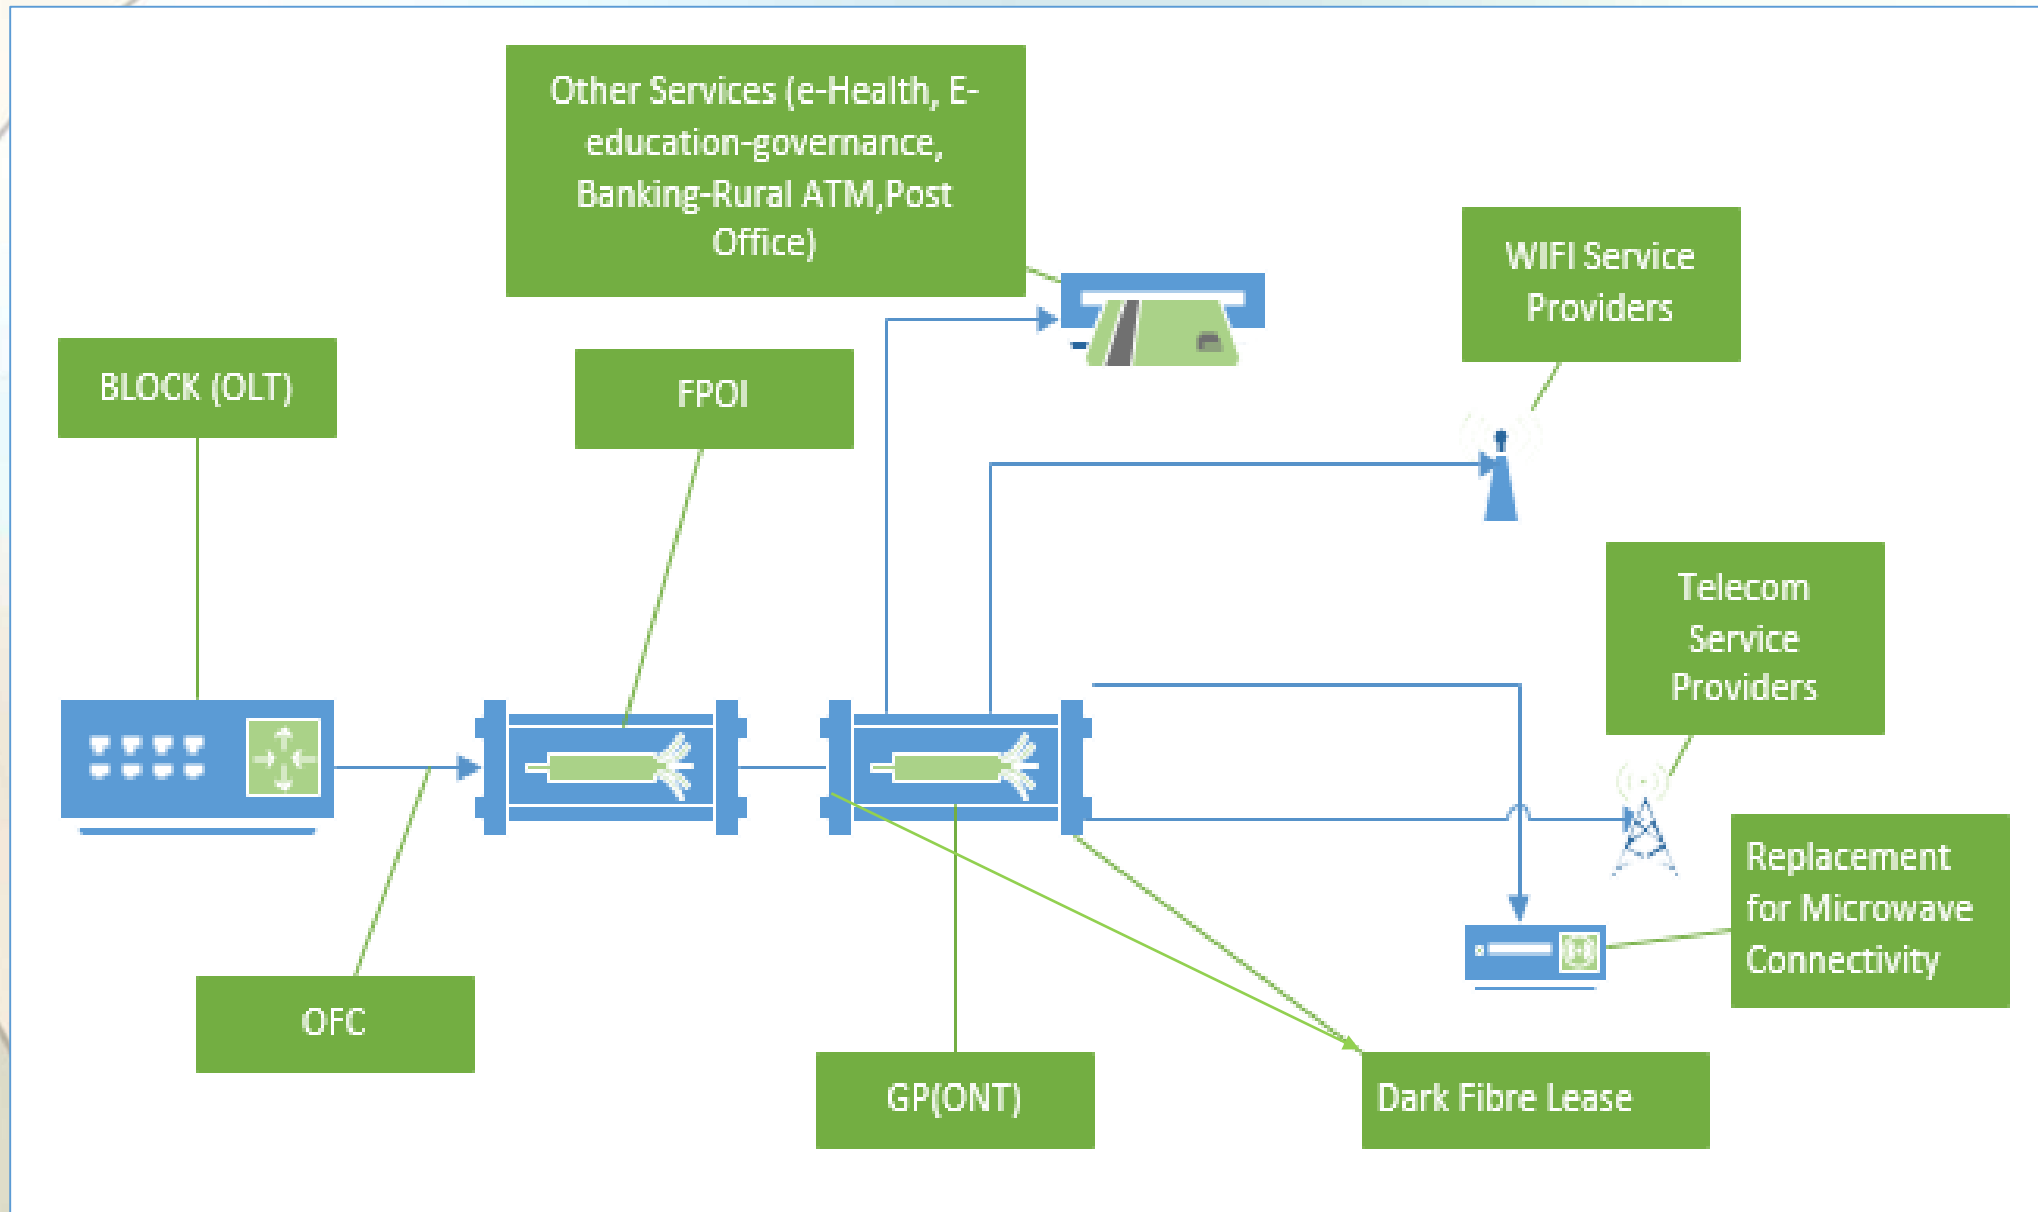 Other Services (e-Health, E-
education-governance,
Banking-Rural ATM,Post
Office)
WIFI Service
Providers
BLOCK (OLT)
FPOI
Telecom
Service
Providers
Replacement
for Microwave
Connectivity
OFC
GP(ONT)
Dark Fibre Lease